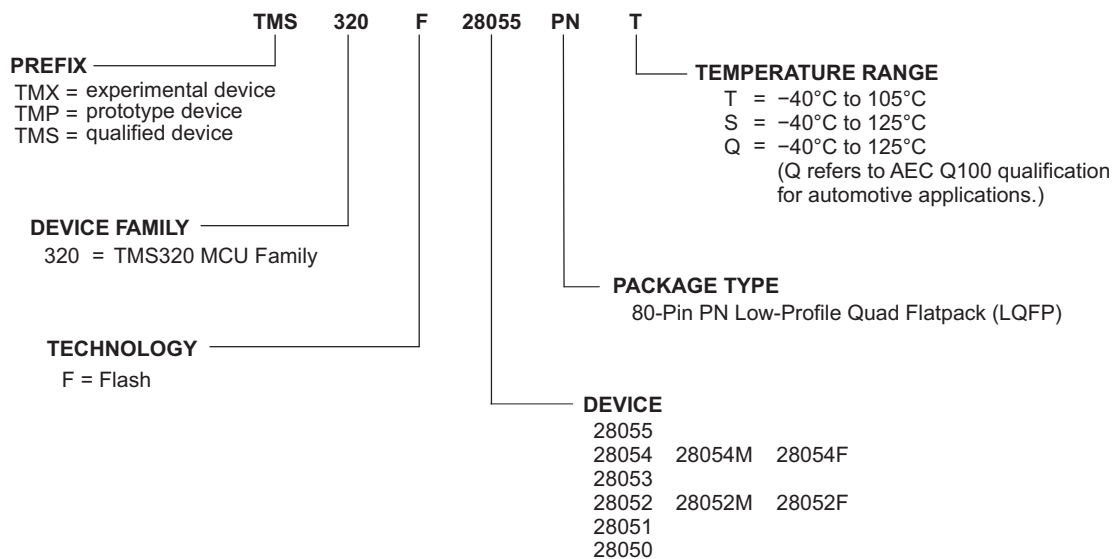 TMS 320 F 28055 PN T
PREFIX
TMX = experimental device
TMP = prototype device
TMS = qualified device
TEMPERATURE RANGE
T = −40°C to 105°C
S = −40°C to 125°C
Q = −40°C to 125°C
(Q refers to AEC Q100 qualification
for automotive applications.)
DEVICE FAMILY
320 = TMS320 MCU Family
PACKAGE TYPE
80-Pin PN Low-Profile Quad Flatpack (LQFP)
TECHNOLOGY
F = Flash
DEVICE
28055
28054 28054M 28054F
28053
28052 28052M 28052F
28051
28050